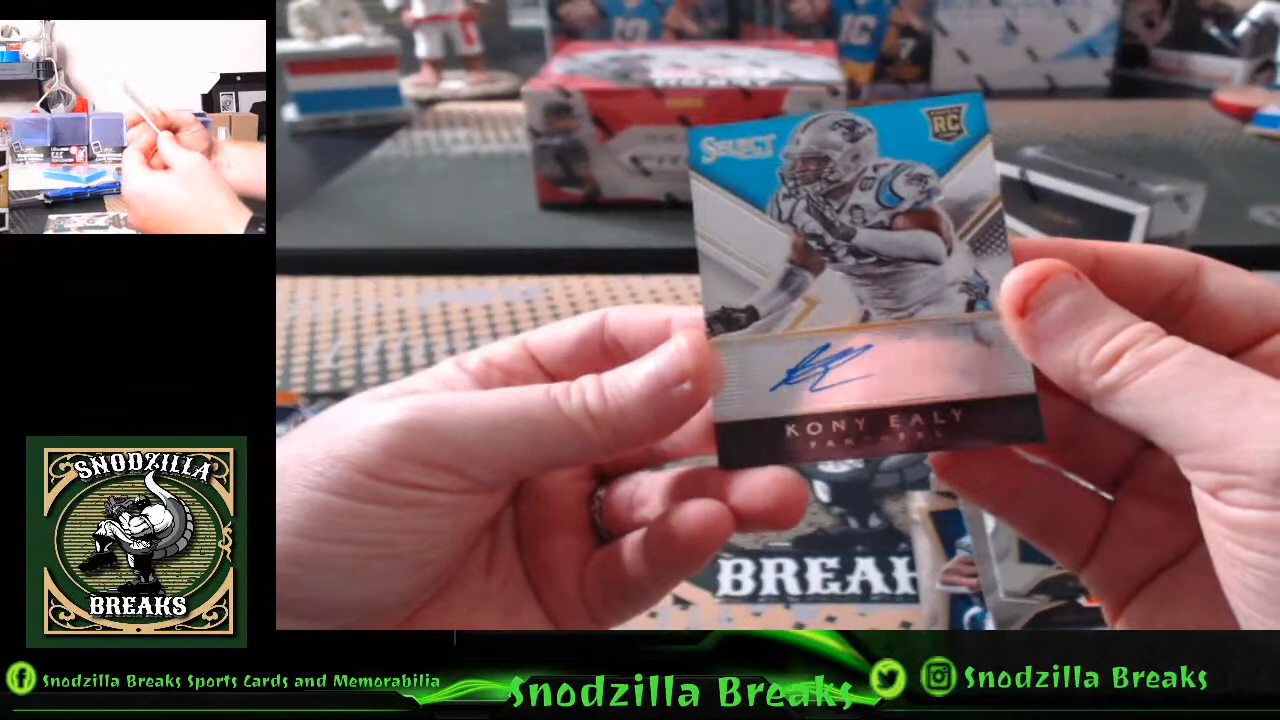 SELECT
RC
KONY EALY
PANTHERS
BREAK
SNODZILLA
BREAKS
Snodzilla Breaks Sports Cards and Memorabilia
Snodzilla Breaks
Snodzilla Breaks